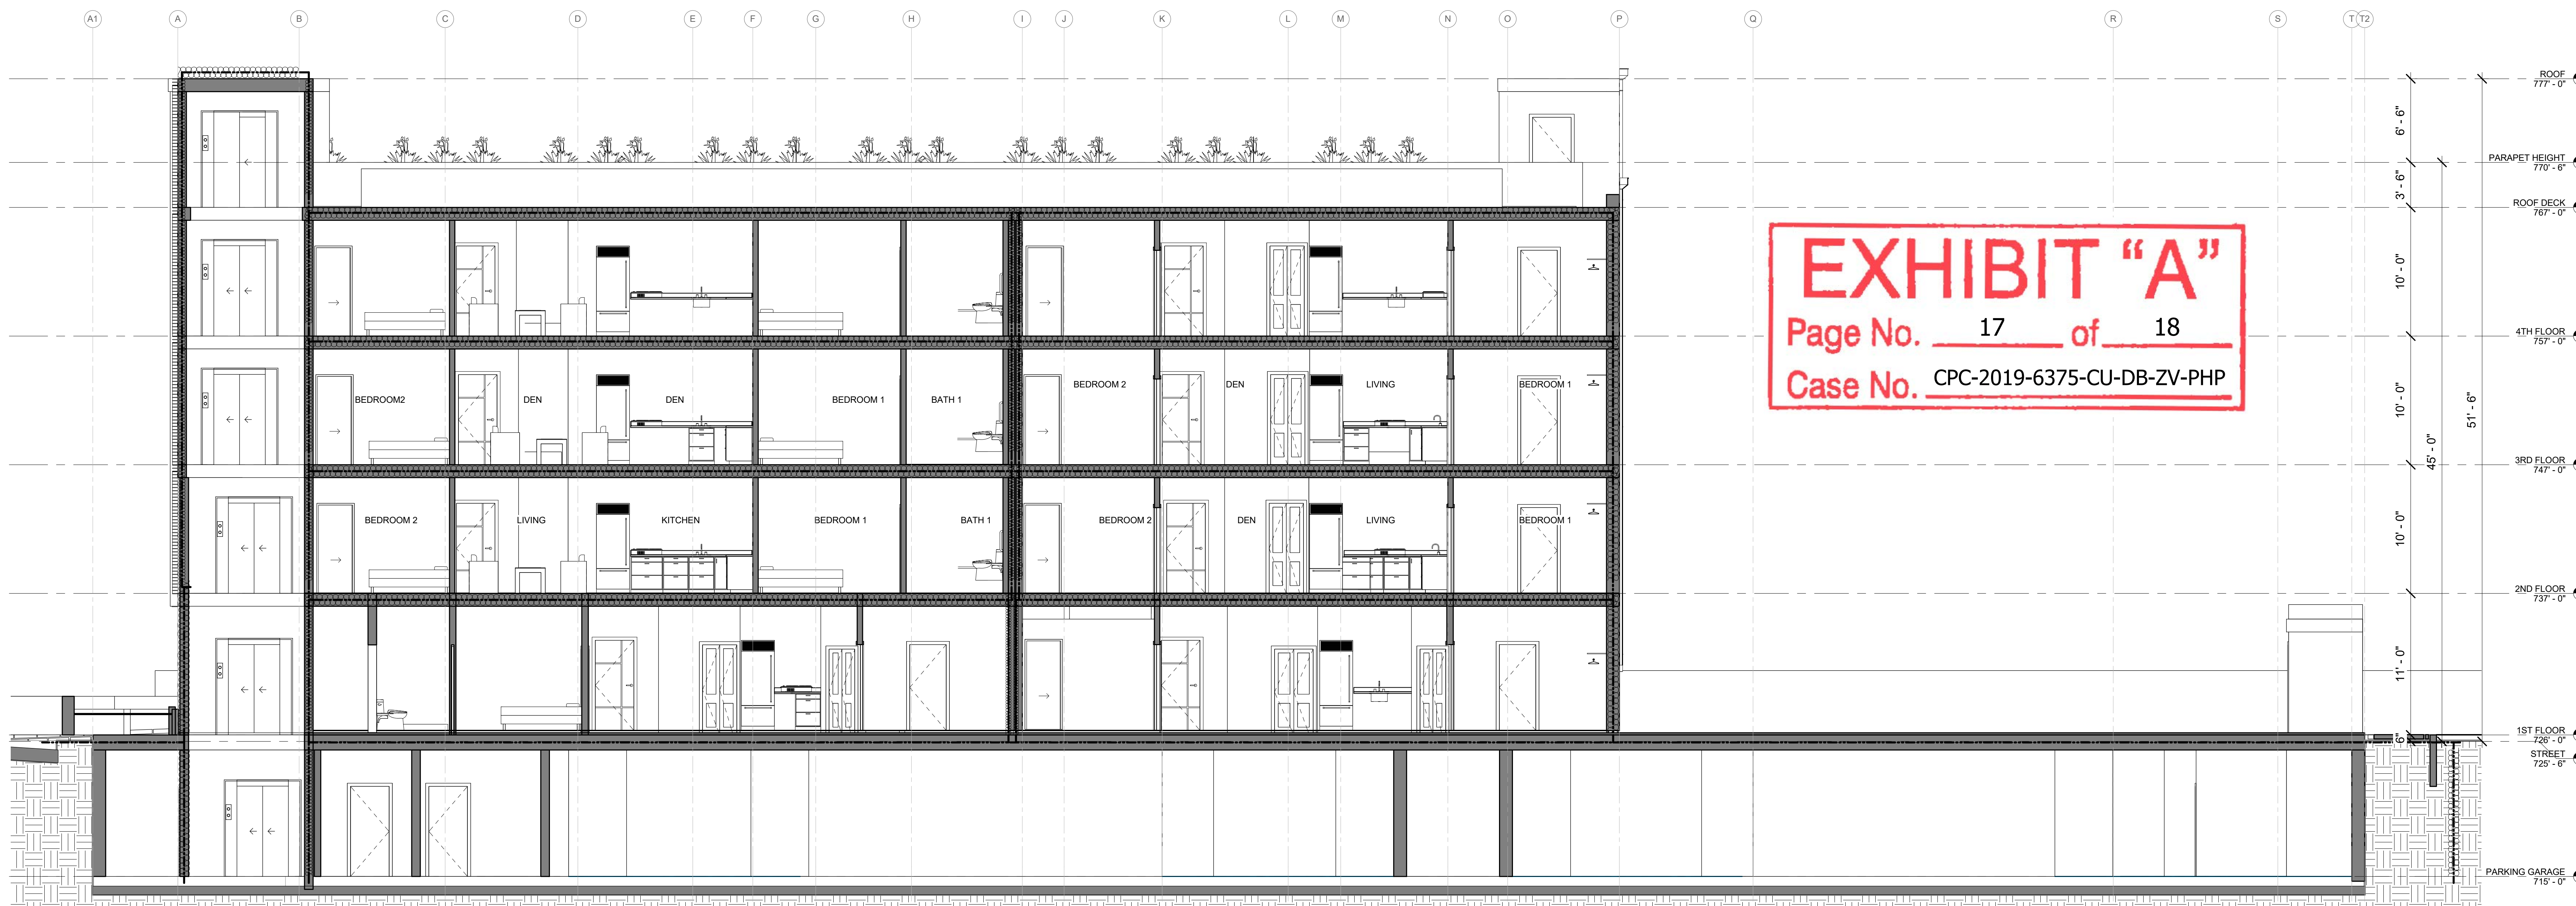 A1 A B C D E F G H I J K L M N O P Q R S T T2
ROOF
777' - 0"
6' - 6"
PARAPET HEIGHT
770' - 6"
3' - 6"
ROOF DECK
767' - 0"
EXHIBIT "A"
Page No. 17 of 18
Case No. CPC-2019-6375-CU-DB-ZV-PHP
10' - 0"
4TH FLOOR
757' - 0"
BEDROOM2 DEN DEN BEDROOM 1 BATH 1 BEDROOM 2 DEN LIVING BEDROOM 1
10' - 0"
51' - 6"
45' - 0"
3RD FLOOR
747' - 0"
BEDROOM 2 LIVING KITCHEN BEDROOM 1 BATH 1 BEDROOM 2 DEN LIVING BEDROOM 1
10' - 0"
2ND FLOOR
737' - 0"
11' - 0"
1ST FLOOR
726' - 0"
6"
STREET
725' - 6"
PARKING GARAGE
715' - 0"